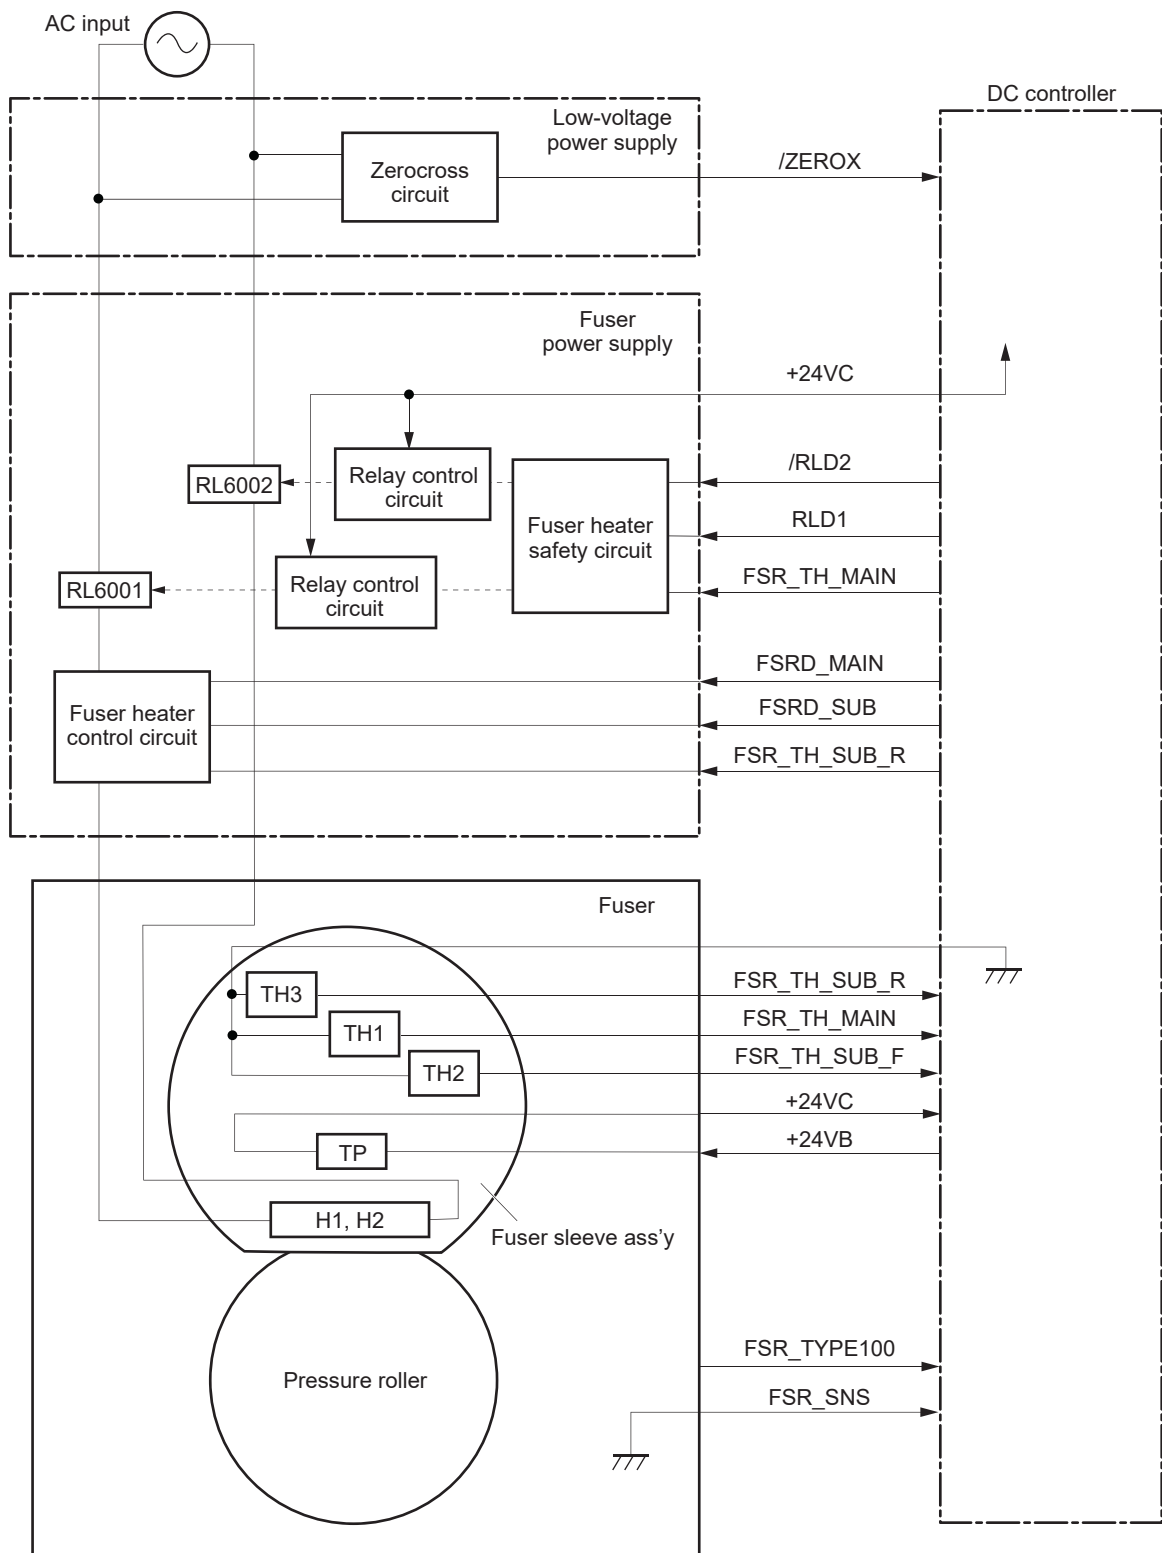 AC input
DC controller
Low-voltage
power supply
Zerocross
circuit
/ZEROX
Fuser
power supply
+24VC
RL6002
Relay control
circuit
/RLD2
Fuser heater
safety circuit
RLD1
RL6001
Relay control
circuit
FSR_TH_MAIN
Fuser heater
control circuit
FSRD_MAIN
FSRD_SUB
FSR_TH_SUB_R
Fuser
TH3
FSR_TH_SUB_R
TH1
FSR_TH_MAIN
TH2
FSR_TH_SUB_F
+24VC
TP
+24VB
H1, H2
Fuser sleeve ass’y
Pressure roller
FSR_TYPE100
FSR_SNS